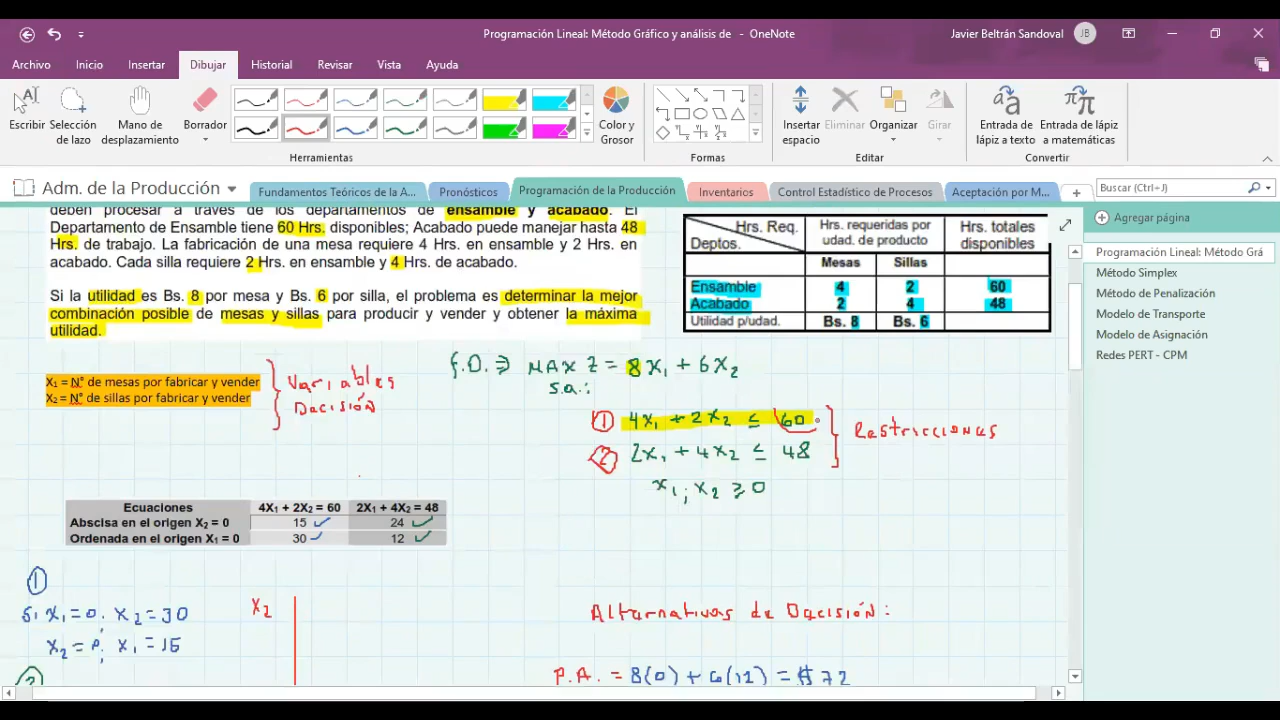 Programación Lineal: Método Gráfico y análisis de - OneNote
Javier Beltrán Sandoval JB
Archivo Inicio Insertar Dibujar Historial Revisar Vista Ayuda
Escribir Selección de lazo Mano de desplazamiento Borrador Color y Grosor Insertar espacio Eliminar Organizar Girar Entrada de lápiz a texto Entrada de lápiz a matemáticas
Herramientas Formas Editar Convertir
Adm. de la Producción Fundamentos Teóricos de la A... Pronósticos Programación de la Producción Inventarios Control Estadístico de Procesos Aceptación por M... Buscar (Ctrl+J)
Agregar página
Programación Lineal: Método Grá
Método Simplex
Método de Penalización
Modelo de Transporte
Modelo de Asignación
Redes PERT - CPM
deben procesar a través de los departamentos de ensamble y acabado. El
Departamento de Ensamble tiene 60 Hrs. disponibles; Acabado puede manejar hasta 48
Hrs. de trabajo. La fabricación de una mesa requiere 4 Hrs. en ensamble y 2 Hrs. en
acabado. Cada silla requiere 2 Hrs. en ensamble y 4 Hrs. de acabado.
Si la utilidad es Bs. 8 por mesa y Bs. 6 por silla, el problema es determinar la mejor
combinación posible de mesas y sillas para producir y vender y obtener la máxima
utilidad.
Hrs. Req. Hrs. requeridas por Hrs. totales
Deptos. udad. de producto disponibles
Mesas Sillas
Ensamble 4 2 60
Acabado 2 4 48
Utilidad p/udad. Bs. 8 Bs. 6
X1 = N° de mesas por fabricar y vender
X2 = N° de sillas por fabricar y vender
Variables
Decisión
f.O. ⇒ MAX Z = 8X1 + 6X2
s.a:
① 4X1 + 2X2 ≤ 60
② 2X1 + 4X2 ≤ 48
X1; X2 ≥ 0
Restricciones
Ecuaciones 4X1 + 2X2 = 60 2X1 + 4X2 = 48
Abscisa en el origen X2 = 0 15 ✓ 24 ✓
Ordenada en el origen X1 = 0 30 ✓ 12 ✓
①
Si X1 = 0; X2 = 30
X2 = 0; X1 = 15
②
X2
Alternativas de Decisión:
P.A. = 8(0) + 6(12) = $ 72